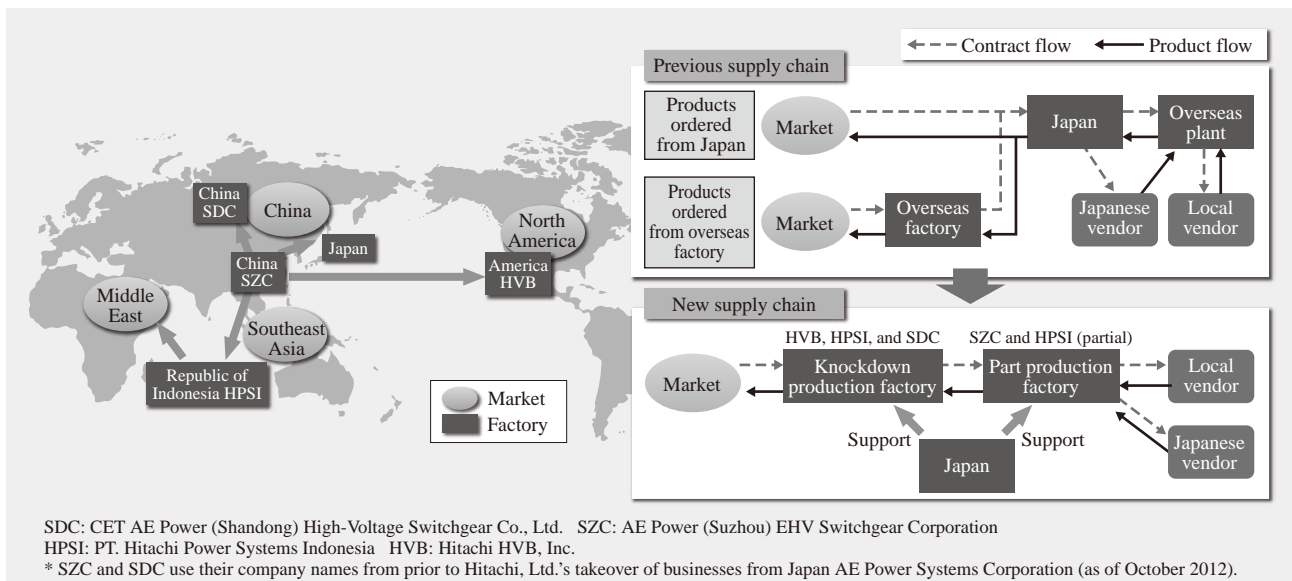 Contract flow
Product flow
Previous supply chain
Products
ordered
from Japan
Market
Japan
Overseas
plant
Products
ordered
from overseas
factory
Market
Overseas
factory
Japanese
vendor
Local
vendor
New supply chain
HVB, HPSI, and SDC
SZC and HPSI (partial)
Market
Knockdown
production factory
Part production
factory
Local
vendor
Support
Support
Japan
Japanese
vendor
China
SDC
China
Japan
China
SZC
North
America
America
HVB
Middle
East
Southeast
Asia
Republic of
Indonesia HPSI
Market
Factory
SDC: CET AE Power (Shandong) High-Voltage Switchgear Co., Ltd. SZC: AE Power (Suzhou) EHV Switchgear Corporation
HPSI: PT. Hitachi Power Systems Indonesia HVB: Hitachi HVB, Inc.
* SZC and SDC use their company names from prior to Hitachi, Ltd.'s takeover of businesses from Japan AE Power Systems Corporation (as of October 2012).